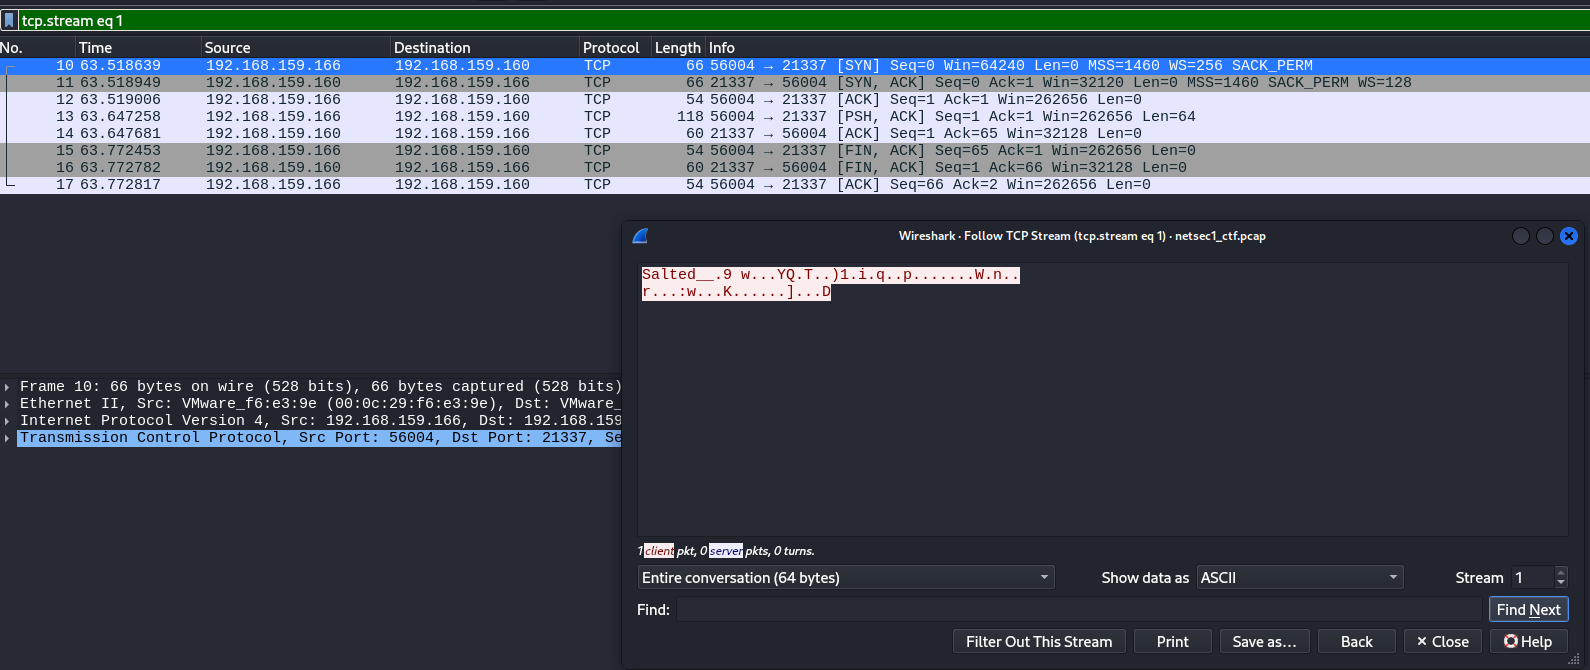 tcp.stream eq 1
No. Time Source Destination Protocol Length Info
10 63.518639 192.168.159.166 192.168.159.160 TCP 66 56004 → 21337 [SYN] Seq=0 Win=64240 Len=0 MSS=1460 WS=256 SACK_PERM
11 63.518949 192.168.159.160 192.168.159.166 TCP 66 21337 → 56004 [SYN, ACK] Seq=0 Ack=1 Win=32120 Len=0 MSS=1460 SACK_PERM WS=128
12 63.519006 192.168.159.166 192.168.159.160 TCP 54 56004 → 21337 [ACK] Seq=1 Ack=1 Win=262656 Len=0
13 63.647258 192.168.159.166 192.168.159.160 TCP 118 56004 → 21337 [PSH, ACK] Seq=1 Ack=1 Win=262656 Len=64
14 63.647681 192.168.159.160 192.168.159.166 TCP 60 21337 → 56004 [ACK] Seq=1 Ack=65 Win=32128 Len=0
15 63.772453 192.168.159.166 192.168.159.160 TCP 54 56004 → 21337 [FIN, ACK] Seq=65 Ack=1 Win=262656 Len=0
16 63.772782 192.168.159.160 192.168.159.166 TCP 60 21337 → 56004 [FIN, ACK] Seq=1 Ack=66 Win=32128 Len=0
17 63.772817 192.168.159.166 192.168.159.160 TCP 54 56004 → 21337 [ACK] Seq=66 Ack=2 Win=262656 Len=0
Wireshark · Follow TCP Stream (tcp.stream eq 1) · netsec1_ctf.pcap
Salted__.9 w...YQ.T..)1.i.q..p.......W.n..
r...:w...K......]...D
Frame 10: 66 bytes on wire (528 bits), 66 bytes captured (528 bits)
Ethernet II, Src: VMware_f6:e3:9e (00:0c:29:f6:e3:9e), Dst: VMware_
Internet Protocol Version 4, Src: 192.168.159.166, Dst: 192.168.159
Transmission Control Protocol, Src Port: 56004, Dst Port: 21337, Se
1 client pkt, 0 server pkts, 0 turns.
Entire conversation (64 bytes) Show data as ASCII Stream 1
Find: Find Next
Filter Out This Stream Print Save as… Back × Close Help